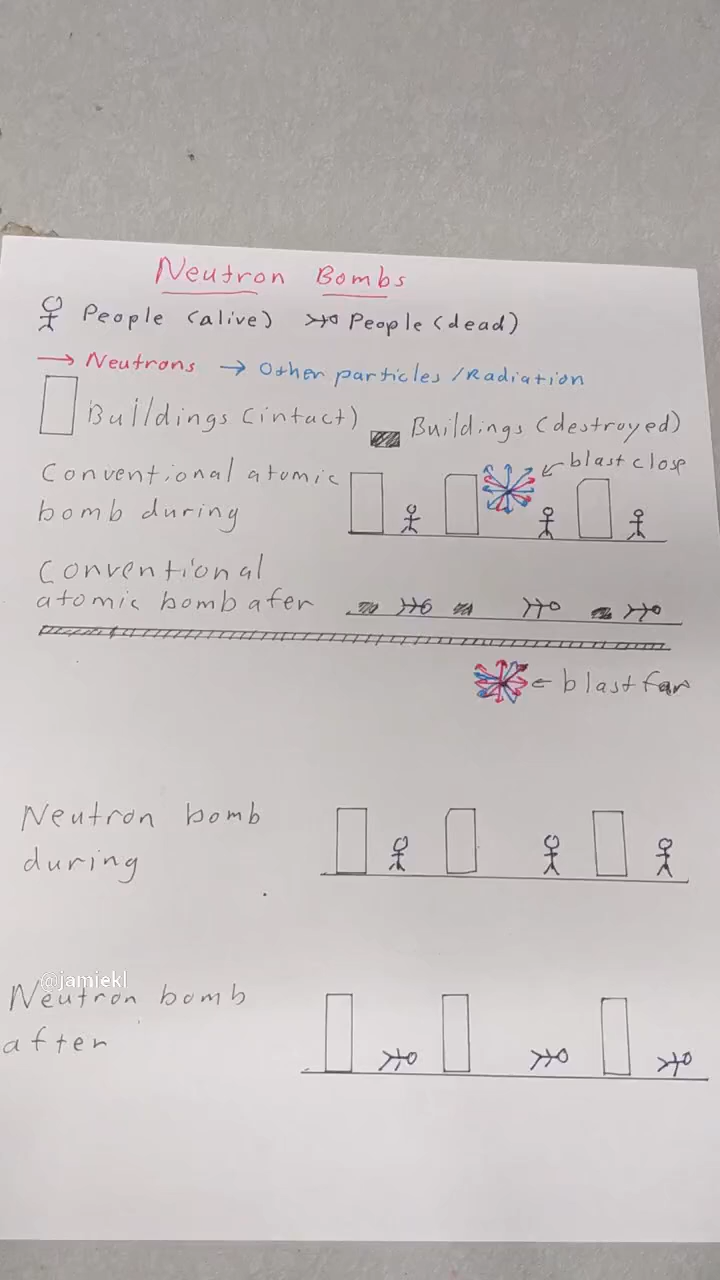 Neutron Bombs
People (alive) People (dead)
Neutrons Other particles /Radiation
Buildings (intact)
Buildings (destroyed)
Conventional atomic
bomb during
blast close
Conventional
atomic bomb afer
blast far
Neutron bomb
during
@jamiekl
Neutron bomb
after